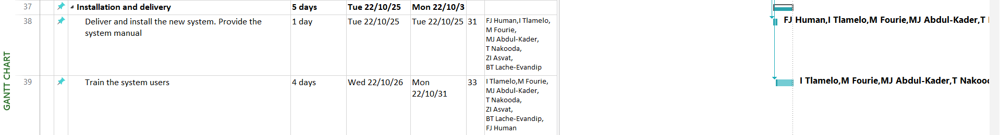 GANTT CHART
37 Installation and delivery 5 days Tue 22/10/25 Mon 22/10/3
38 Deliver and install the new system. Provide the 1 day Tue 22/10/25 Tue 22/10/25 31 FJ Human,I Tlamelo,
system manual
M Fourie,
MJ Abdul-Kader,
T Nakooda,
ZI Asvat,
BT Lache-Evandip
FJ Human,I Tlamelo,M Fourie,MJ Abdul-Kader,T
39 Train the system users 4 days Wed 22/10/26 Mon 33 I Tlamelo,M Fourie,
22/10/31
MJ Abdul-Kader,
T Nakooda,
ZI Asvat,
BT Lache-Evandip,
FJ Human
I Tlamelo,M Fourie,MJ Abdul-Kader,T Nakoo